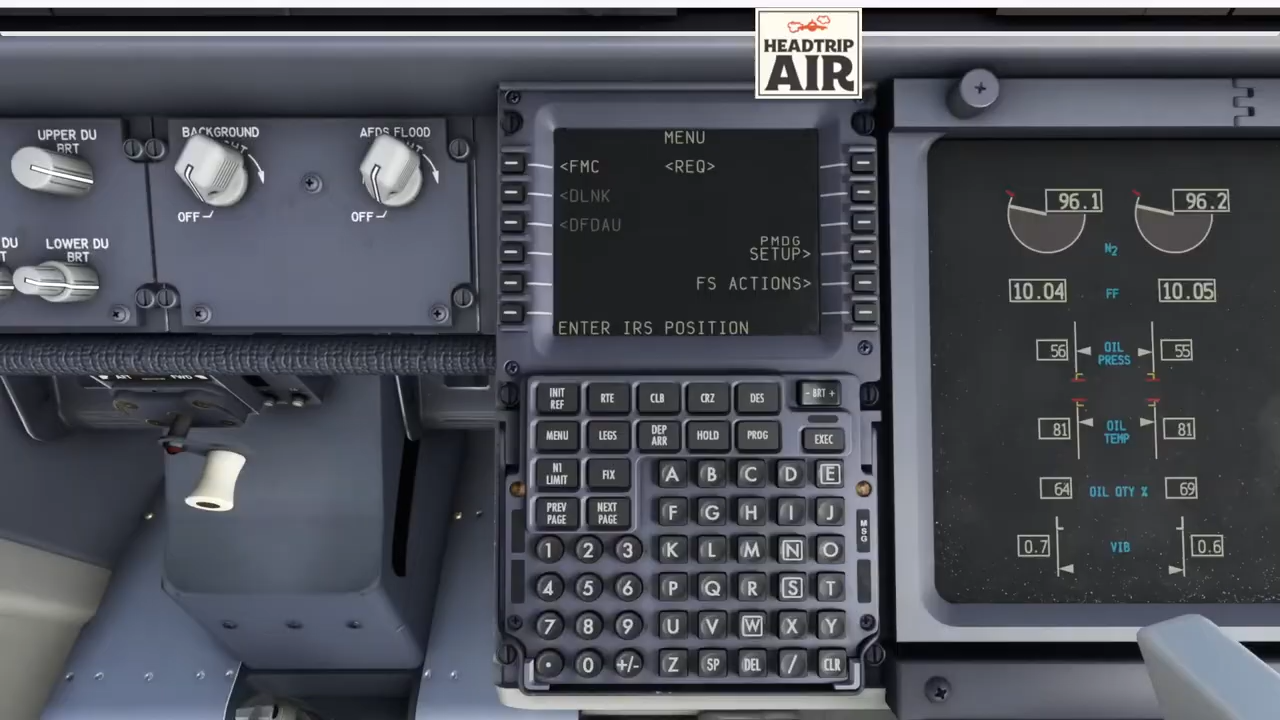 HEADTRIP
AIR
UPPER DU
BRT
BACKGROUND
OFF
AFDS FLOOD
OFF
DU
LOWER DU
BRT
MENU
<FMC <REQ>
<DLNK
<DFDAU
PMDG
SETUP>
FS ACTIONS>
ENTER IRS POSITION
INIT
REF
RTE
CLB
CRZ
DES
- BRT +
MENU
LEGS
DEP
ARR
HOLD
PROG
EXEC
N1
LIMIT
FIX
A B C D E
PREV
PAGE
NEXT
PAGE
F G H I J
1 2 3 K L M N O
4 5 6 P Q R S T
7 8 9 U V W X Y
. 0 +/- Z SP DEL / CLR
MSG
96.1 96.2
N2
10.04 FF 10.05
56 OIL
PRESS 55
81 OIL
TEMP 81
64 OIL QTY % 69
0.7 VIB 0.6